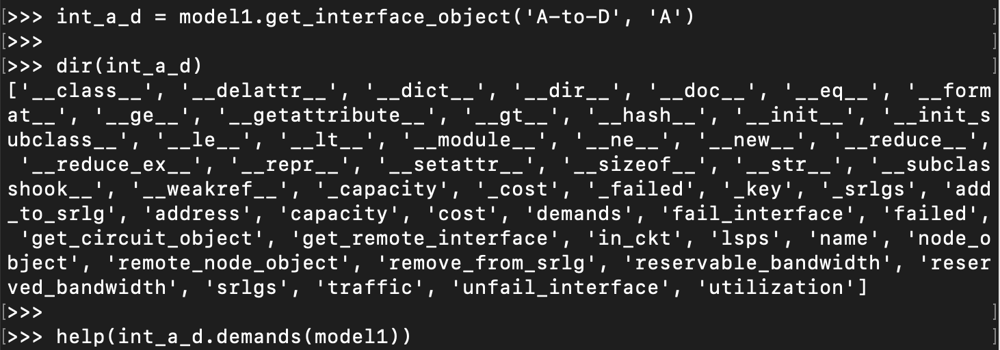 [>>> int_a_d = model1.get_interface_object('A-to-D', 'A') ]
[>>> ]
[>>> dir(int_a_d) ]
['__class__', '__delattr__', '__dict__', '__dir__', '__doc__', '__eq__', '__form
at__', '__ge__', '__getattribute__', '__gt__', '__hash__', '__init__', '__init_s
ubclass__', '__le__', '__lt__', '__module__', '__ne__', '__new__', '__reduce__',
 '__reduce_ex__', '__repr__', '__setattr__', '__sizeof__', '__str__', '__subclas
shook__', '__weakref__', '_capacity', '_cost', '_failed', '_key', '_srlgs', 'add
_to_srlg', 'address', 'capacity', 'cost', 'demands', 'fail_interface', 'failed',
 'get_circuit_object', 'get_remote_interface', 'in_ckt', 'lsps', 'name', 'node_o
bject', 'remote_node_object', 'remove_from_srlg', 'reservable_bandwidth', 'reser
ved_bandwidth', 'srlgs', 'traffic', 'unfail_interface', 'utilization']
[>>> ]
[>>> help(int_a_d.demands(model1)) ]